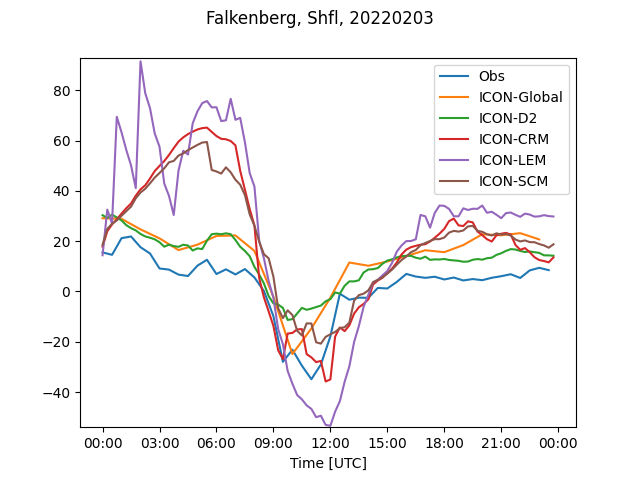 Falkenberg, Shfl, 20220203
80
60
40
20
0
−20
−40
Obs
ICON-Global
ICON-D2
ICON-CRM
ICON-LEM
ICON-SCM
00:00 03:00 06:00 09:00 12:00 15:00 18:00 21:00 00:00
Time [UTC]